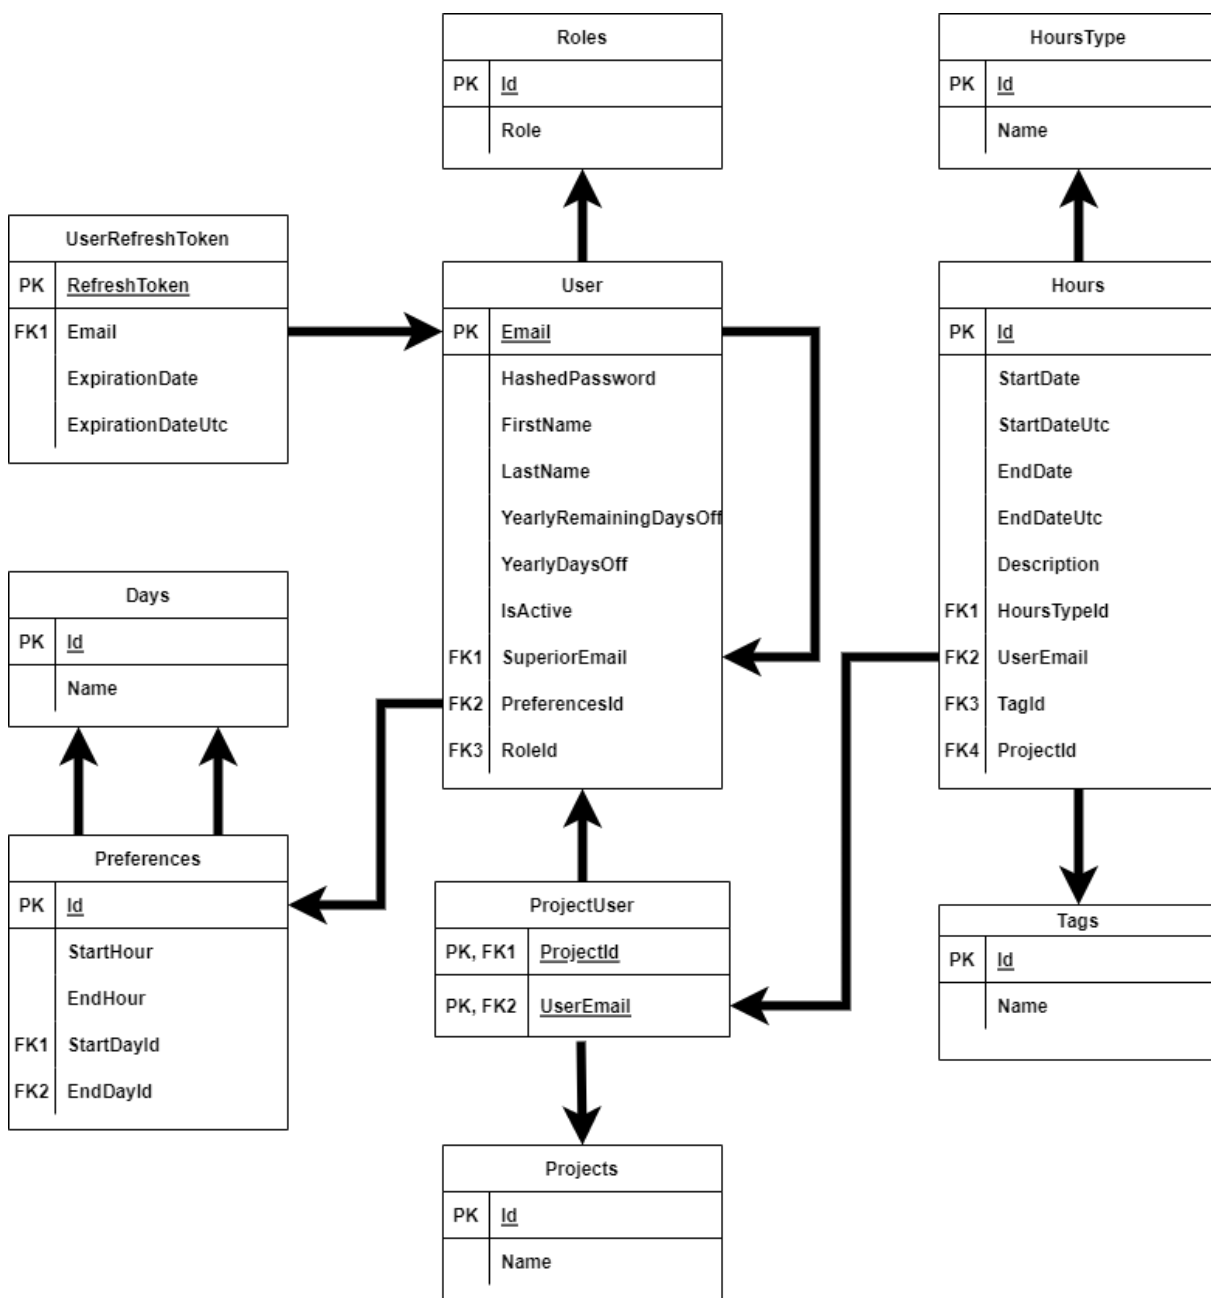 Roles
PK Id
Role
HoursType
PK Id
Name
UserRefreshToken
PK RefreshToken
FK1 Email
ExpirationDate
ExpirationDateUtc
User
PK Email
HashedPassword
FirstName
LastName
YearlyRemainingDaysOff
YearlyDaysOff
IsActive
FK1 SuperiorEmail
FK2 PreferencesId
FK3 RoleId
Hours
PK Id
StartDate
StartDateUtc
EndDate
EndDateUtc
Description
FK1 HoursTypeId
FK2 UserEmail
FK3 TagId
FK4 ProjectId
Days
PK Id
Name
Preferences
PK Id
StartHour
EndHour
FK1 StartDayId
FK2 EndDayId
ProjectUser
PK, FK1 ProjectId
PK, FK2 UserEmail
Tags
PK Id
Name
Projects
PK Id
Name